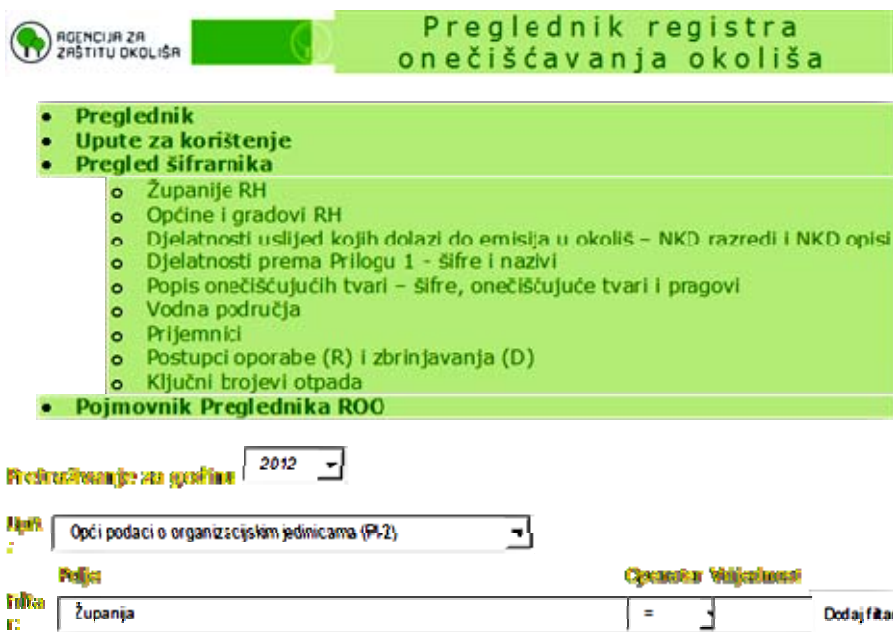 AGENCIJA ZA
ZAŠTITU OKOLIŠA
Preglednik registra
onečišćavanja okoliša
Preglednik
Upute za korištenje
Pregled šifrarnika
Županije RH
Općine i gradovi RH
Djelatnosti uslijed kojih dolazi do emisija u okoliš – NKD razredi i NKD opisi
Djelatnosti prema Prilogu 1 - šifre i nazivi
Popis onečišćujućih tvari – šifre, onečišćujuće tvari i pragovi
Vodna područja
Prijemnici
Postupci oporabe (R) i zbrinjavanja (D)
Ključni brojevi otpada
Pojmovnik Preglednika ROO
Pretraživanje za godinu 2012
Upit
:
Opći podaci o organizacijskim jedinicama (PI-2)
Polje: Operator Vrijednost
Županija = Dodaj filtar